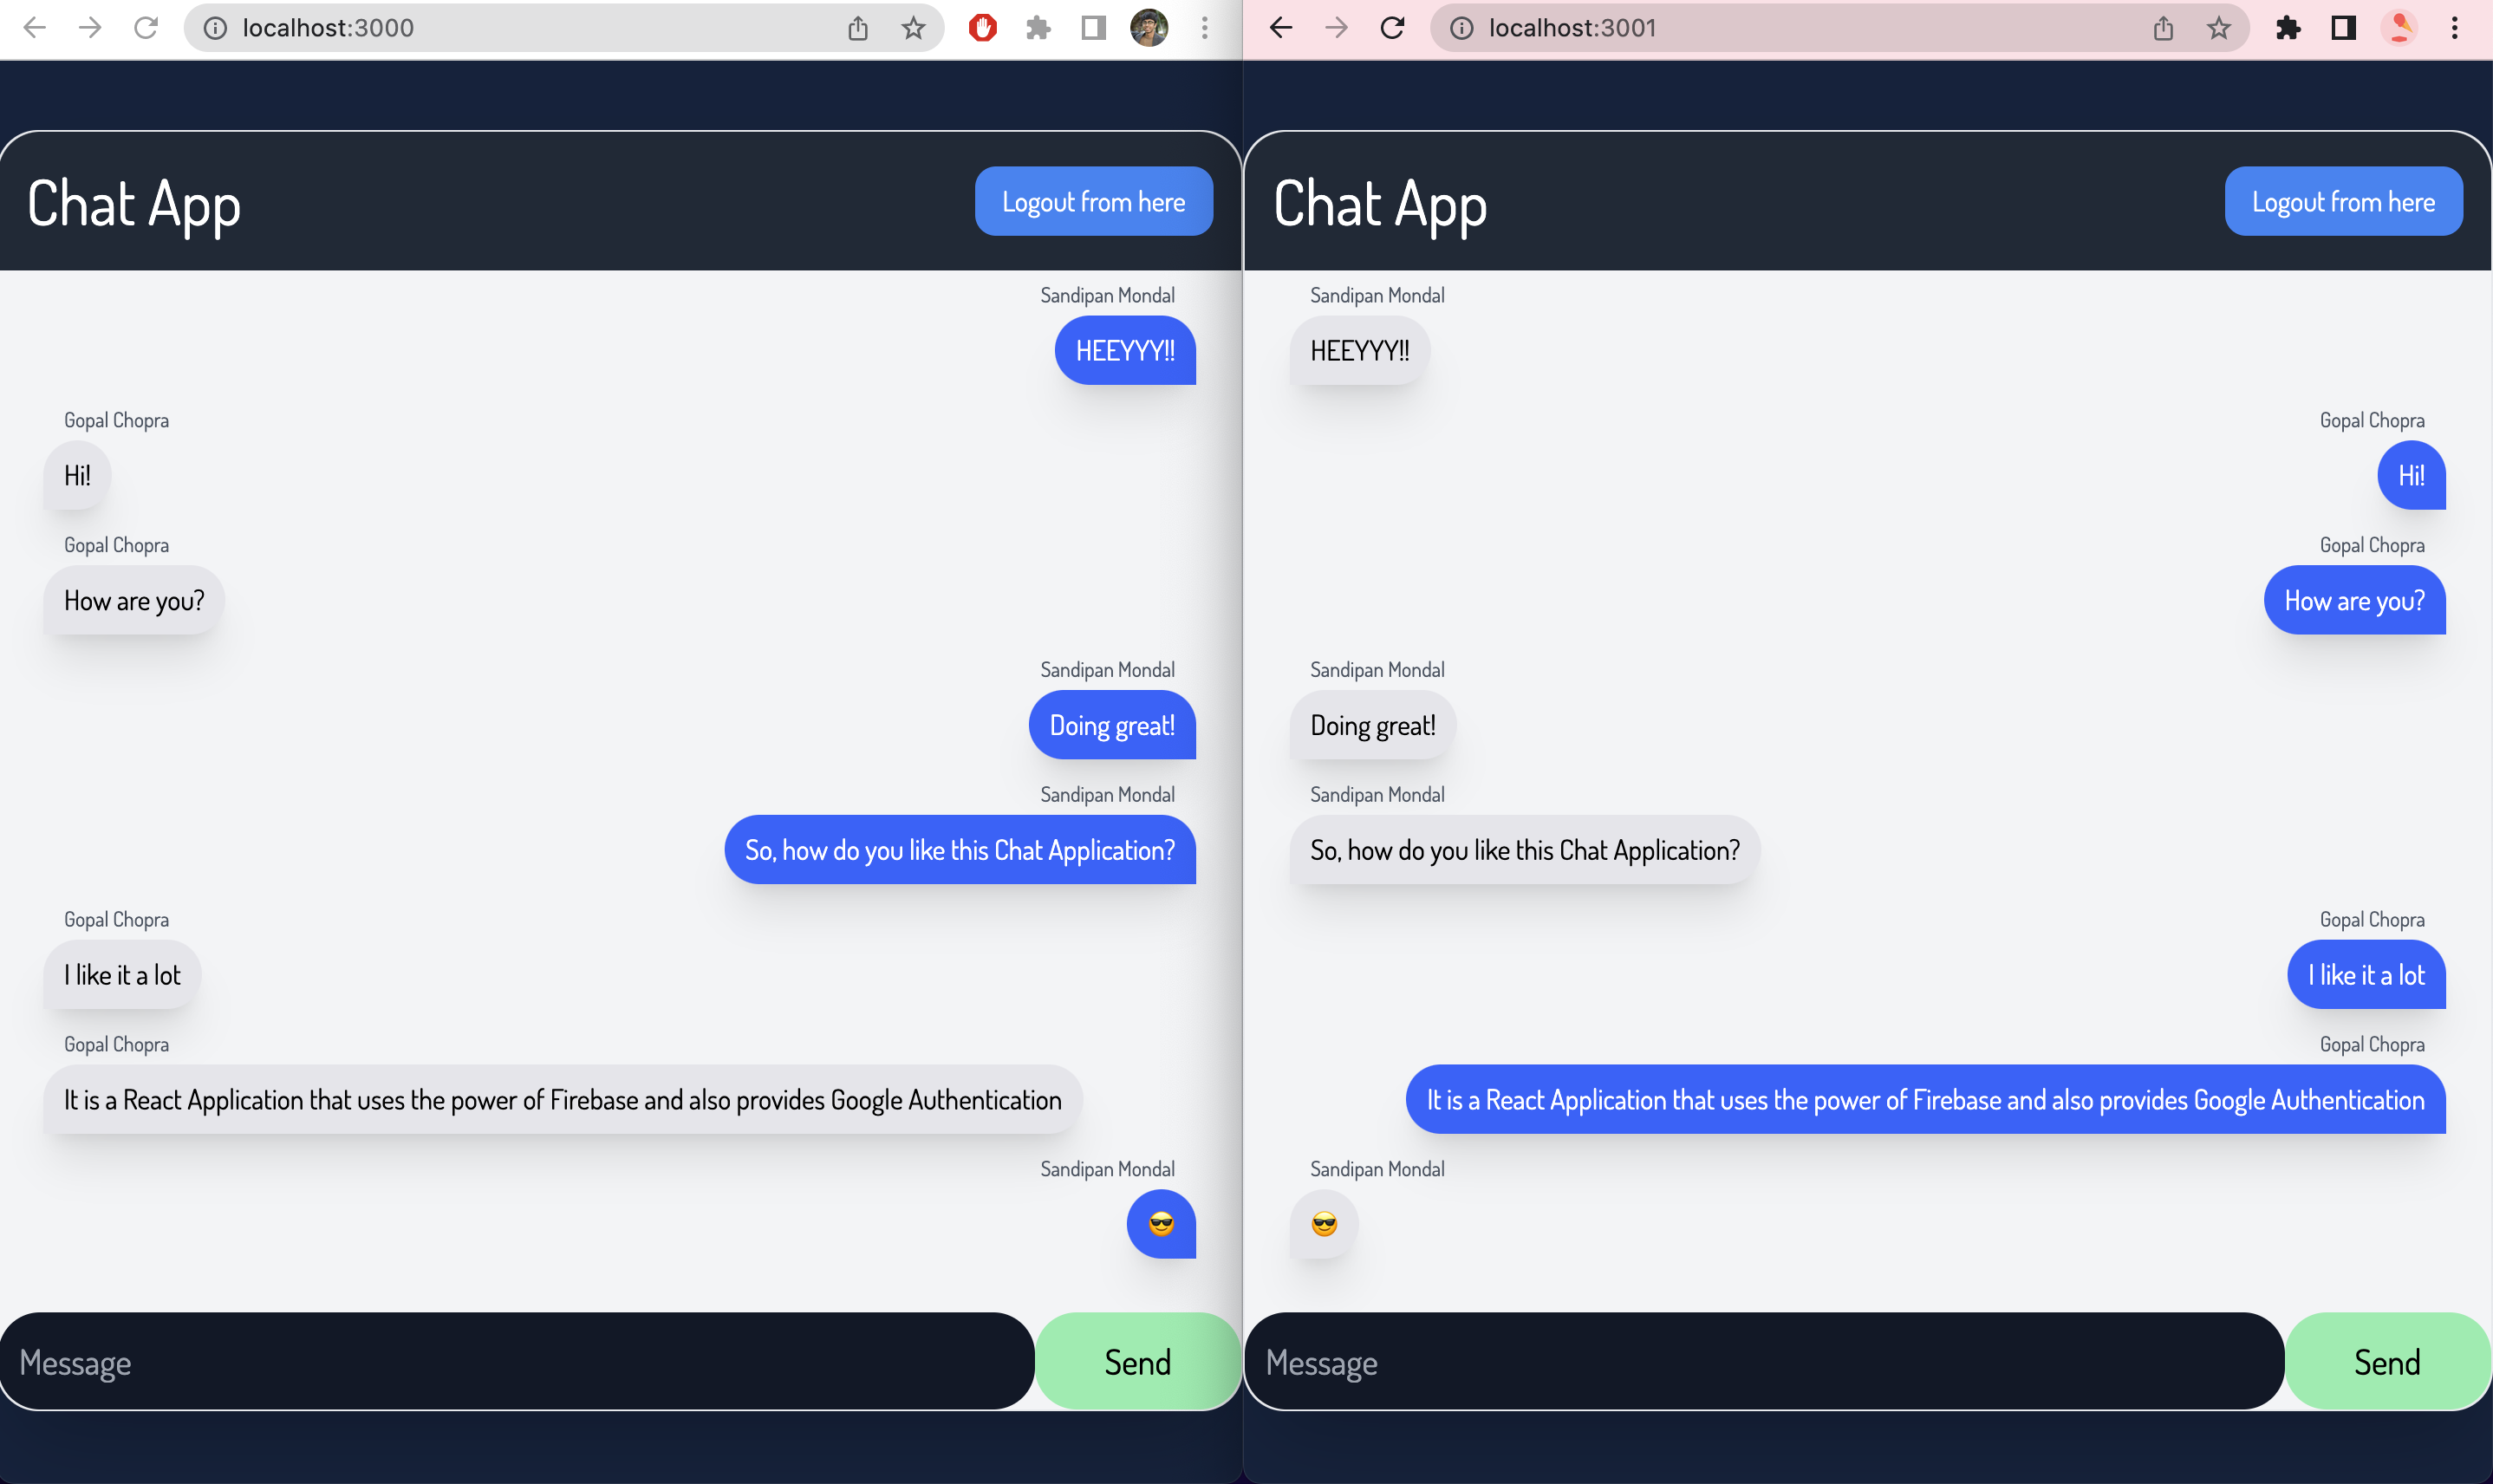 localhost:3000
Chat App
Logout from here
Sandipan Mondal
HEEYYY!!
Gopal Chopra
Hi!
Gopal Chopra
How are you?
Sandipan Mondal
Doing great!
Sandipan Mondal
So, how do you like this Chat Application?
Gopal Chopra
I like it a lot
Gopal Chopra
It is a React Application that uses the power of Firebase and also provides Google Authentication
Sandipan Mondal
😎
Message
Send
localhost:3001
Chat App
Logout from here
Sandipan Mondal
HEEYYY!!
Gopal Chopra
Hi!
Gopal Chopra
How are you?
Sandipan Mondal
Doing great!
Sandipan Mondal
So, how do you like this Chat Application?
Gopal Chopra
I like it a lot
Gopal Chopra
It is a React Application that uses the power of Firebase and also provides Google Authentication
Sandipan Mondal
😎
Message
Send